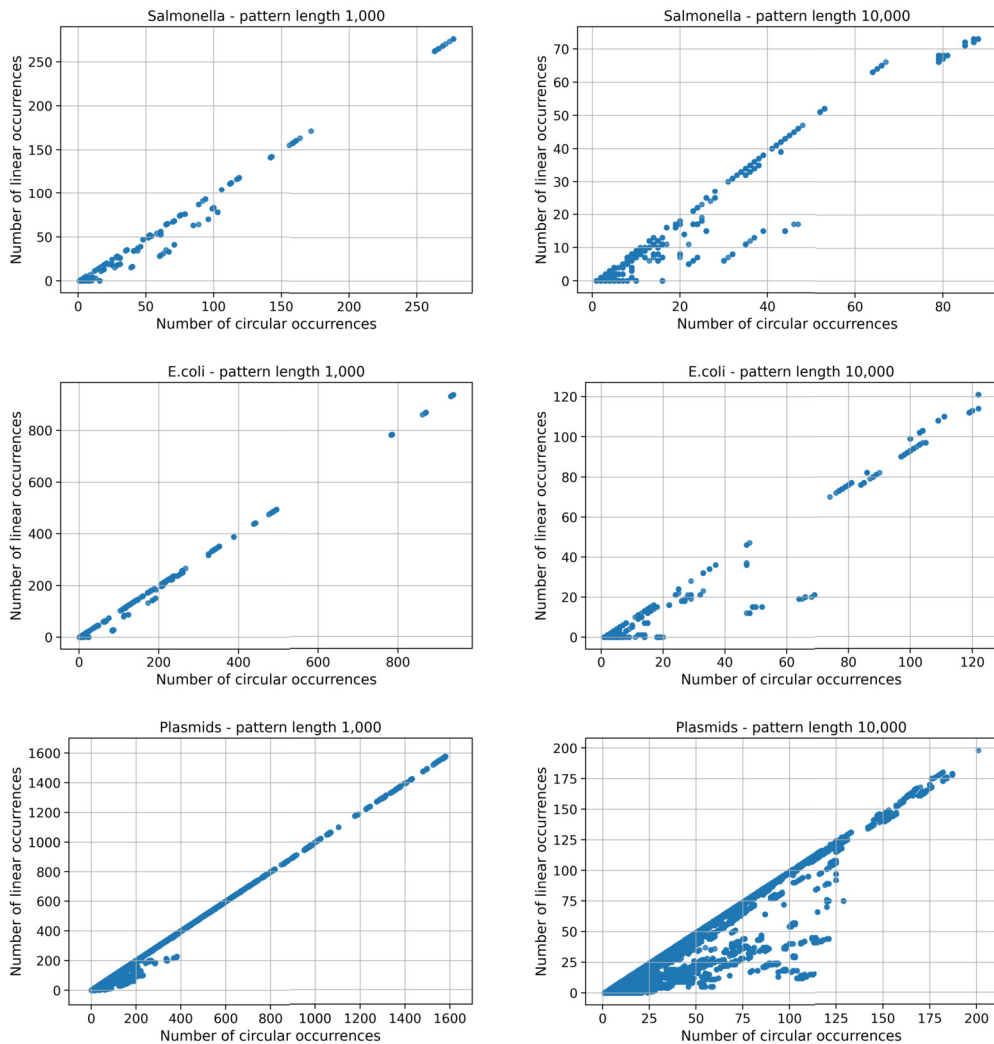 Salmonella - pattern length 1,000
Number of linear occurrences
250
200
150
100
50
0
0 50 100 150 200 250
Number of circular occurrences
Salmonella - pattern length 10,000
Number of linear occurrences
70
60
50
40
30
20
10
0
0 20 40 60 80
Number of circular occurrences
E.coli - pattern length 1,000
Number of linear occurrences
800
600
400
200
0
0 200 400 600 800
Number of circular occurrences
E.coli - pattern length 10,000
Number of linear occurrences
120
100
80
60
40
20
0
0 20 40 60 80 100 120
Number of circular occurrences
Plasmids - pattern length 1,000
Number of linear occurrences
1600
1400
1200
1000
800
600
400
200
0
0 200 400 600 800 1000 1200 1400 1600
Number of circular occurrences
Plasmids - pattern length 10,000
Number of linear occurrences
200
175
150
125
100
75
50
25
0
0 25 50 75 100 125 150 175 200
Number of circular occurrences